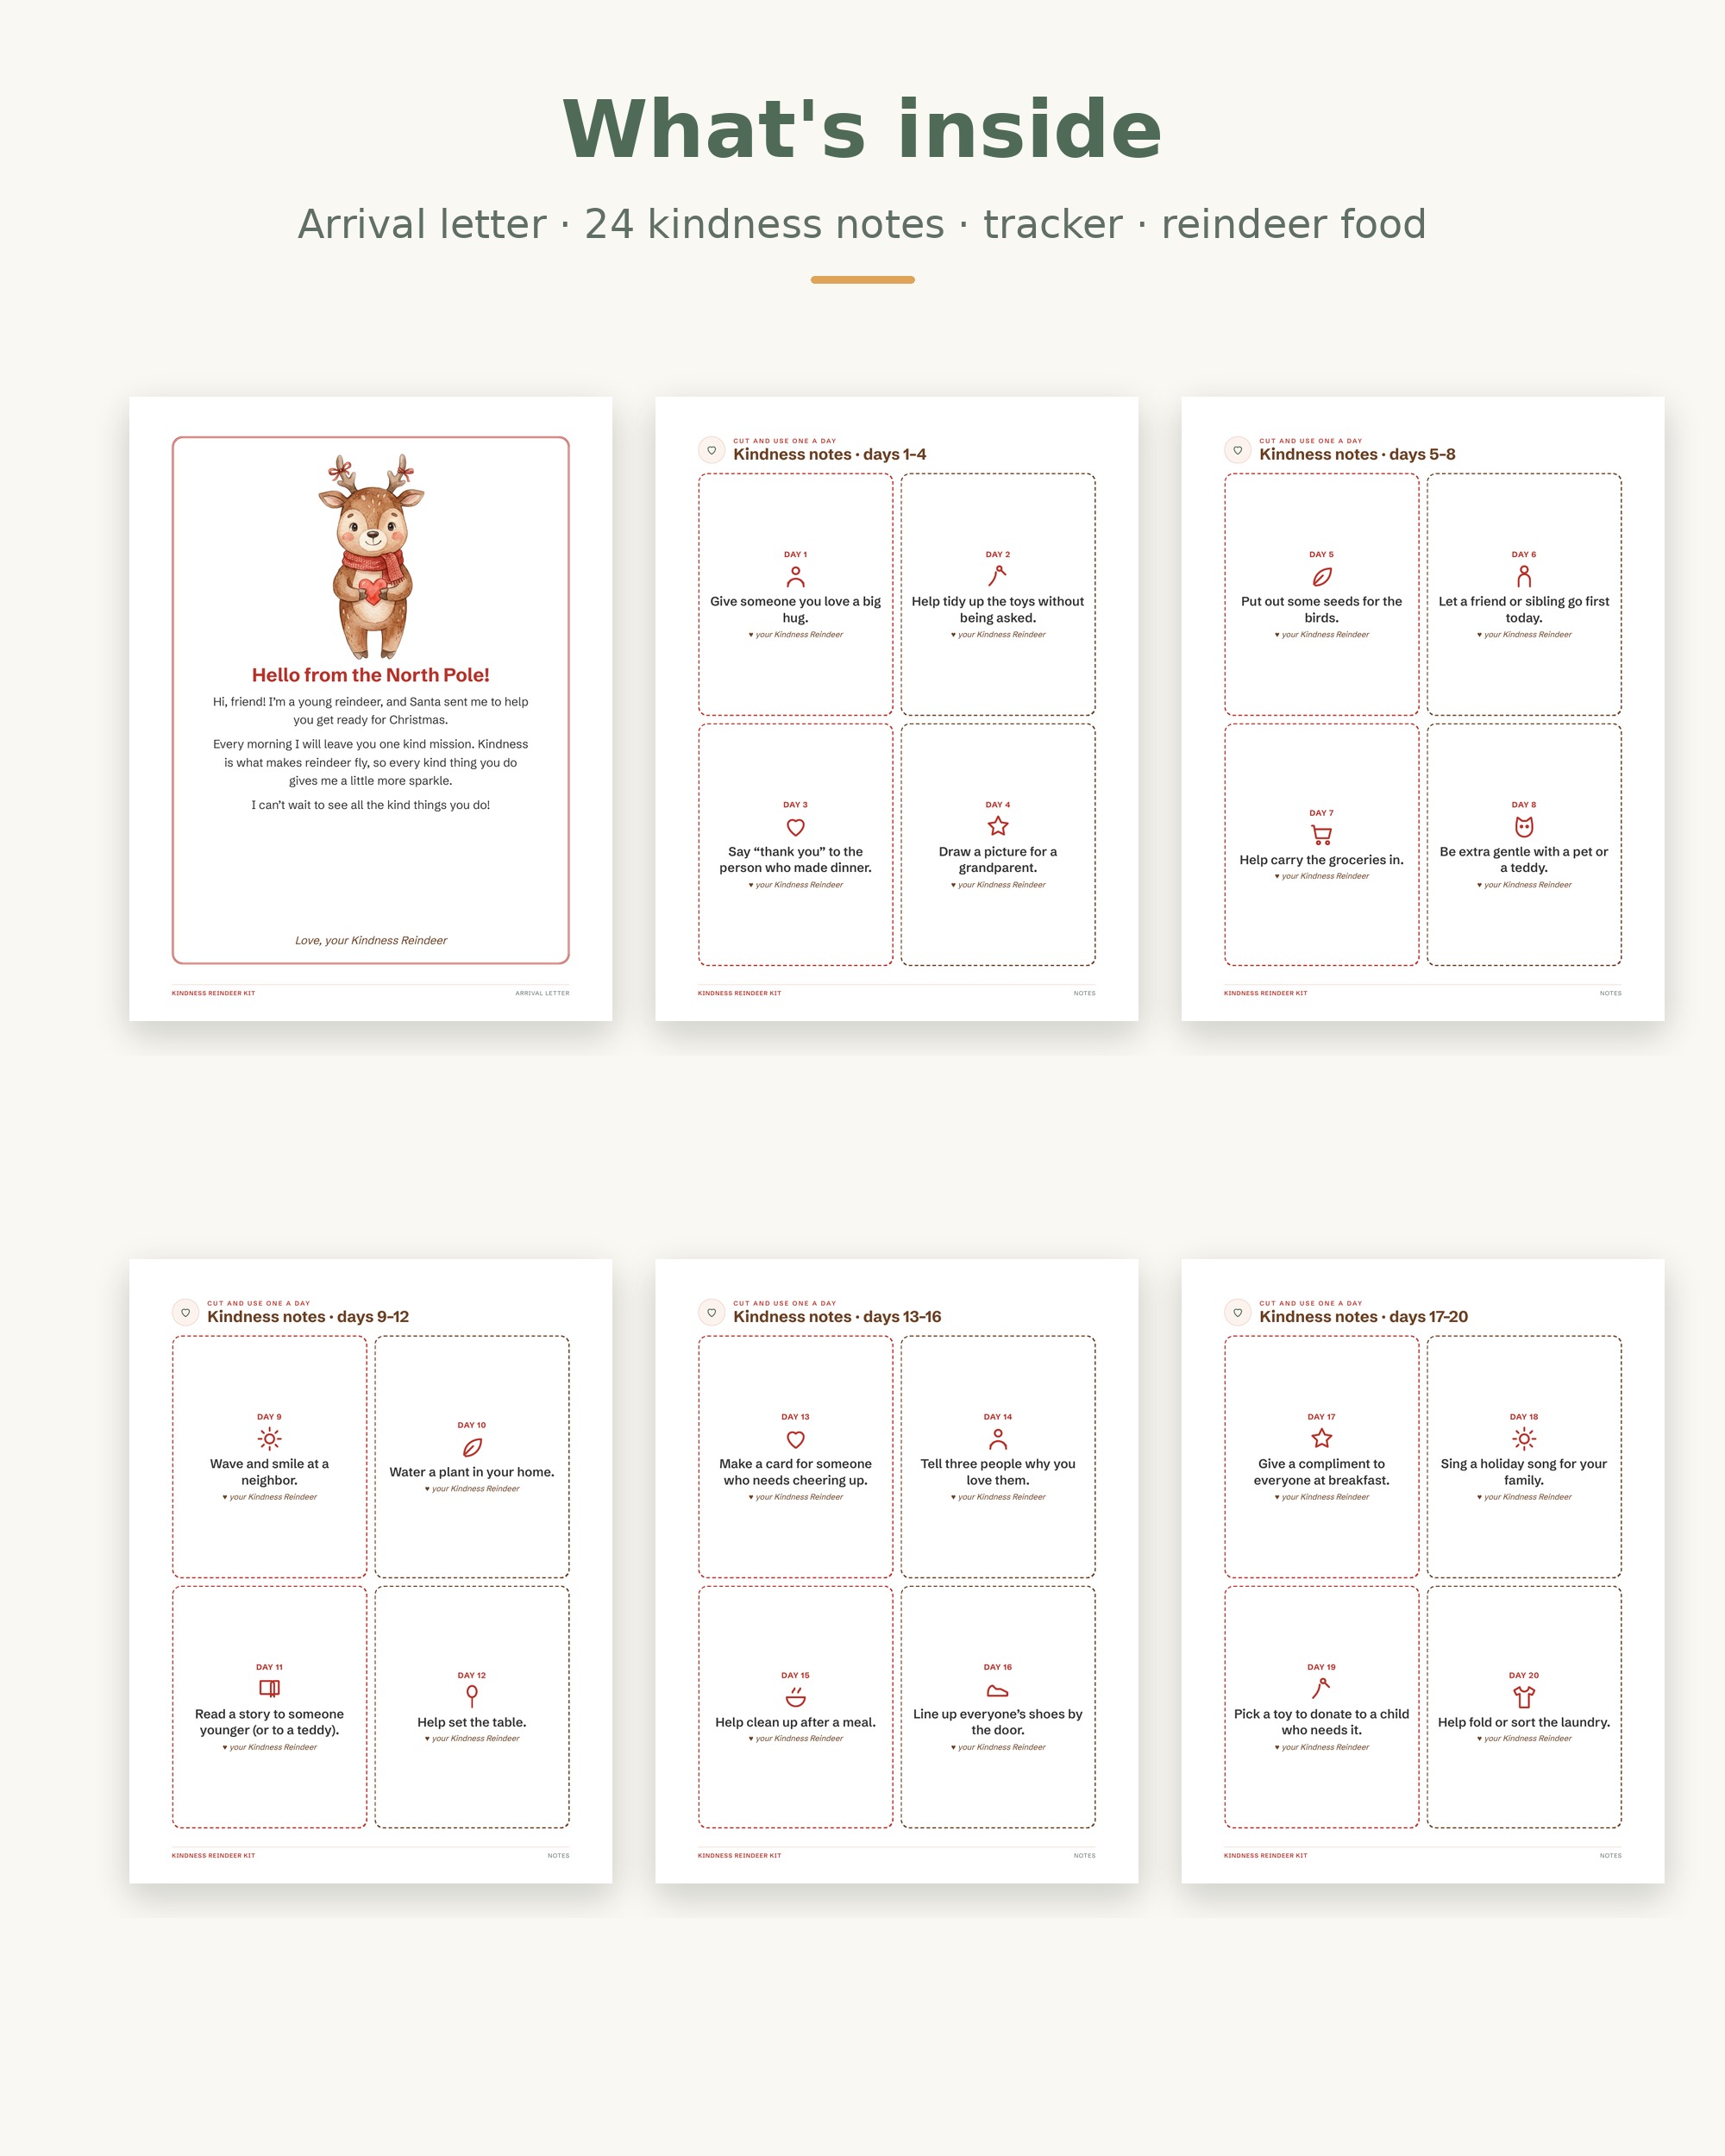 What's inside
Arrival letter · 24 kindness notes · tracker · reindeer food
Hello from the North Pole!
Hi, friend! I'm a young reindeer, and Santa sent me to help
you get ready for Christmas.
Every morning I will leave you one kind mission. Kindness
is what makes reindeer fly, so every kind thing you do
gives me a little more sparkle.
I can't wait to see all the kind things you do!
Love, your Kindness Reindeer
KINDNESS REINDEER KIT
ARRIVAL LETTER
CUT AND USE ONE A DAY
Kindness notes · days 1–4
DAY 1
Give someone you love a big
hug.
♥ your Kindness Reindeer
DAY 2
Help tidy up the toys without
being asked.
♥ your Kindness Reindeer
DAY 3
Say “thank you” to the
person who made dinner.
♥ your Kindness Reindeer
DAY 4
Draw a picture for a
grandparent.
♥ your Kindness Reindeer
KINDNESS REINDEER KIT
NOTES
CUT AND USE ONE A DAY
Kindness notes · days 5–8
DAY 5
Put out some seeds for the
birds.
♥ your Kindness Reindeer
DAY 6
Let a friend or sibling go first
today.
♥ your Kindness Reindeer
DAY 7
Help carry the groceries in.
♥ your Kindness Reindeer
DAY 8
Be extra gentle with a pet or
a teddy.
♥ your Kindness Reindeer
KINDNESS REINDEER KIT
NOTES
CUT AND USE ONE A DAY
Kindness notes · days 9–12
DAY 9
Wave and smile at a
neighbor.
♥ your Kindness Reindeer
DAY 10
Water a plant in your home.
♥ your Kindness Reindeer
DAY 11
Read a story to someone
younger (or to a teddy).
♥ your Kindness Reindeer
DAY 12
Help set the table.
♥ your Kindness Reindeer
KINDNESS REINDEER KIT
NOTES
CUT AND USE ONE A DAY
Kindness notes · days 13–16
DAY 13
Make a card for someone
who needs cheering up.
♥ your Kindness Reindeer
DAY 14
Tell three people why you
love them.
♥ your Kindness Reindeer
DAY 15
Help clean up after a meal.
♥ your Kindness Reindeer
DAY 16
Line up everyone’s shoes by
the door.
♥ your Kindness Reindeer
KINDNESS REINDEER KIT
NOTES
CUT AND USE ONE A DAY
Kindness notes · days 17–20
DAY 17
Give a compliment to
everyone at breakfast.
♥ your Kindness Reindeer
DAY 18
Sing a holiday song for your
family.
♥ your Kindness Reindeer
DAY 19
Pick a toy to donate to a child
who needs it.
♥ your Kindness Reindeer
DAY 20
Help fold or sort the laundry.
♥ your Kindness Reindeer
KINDNESS REINDEER KIT
NOTES